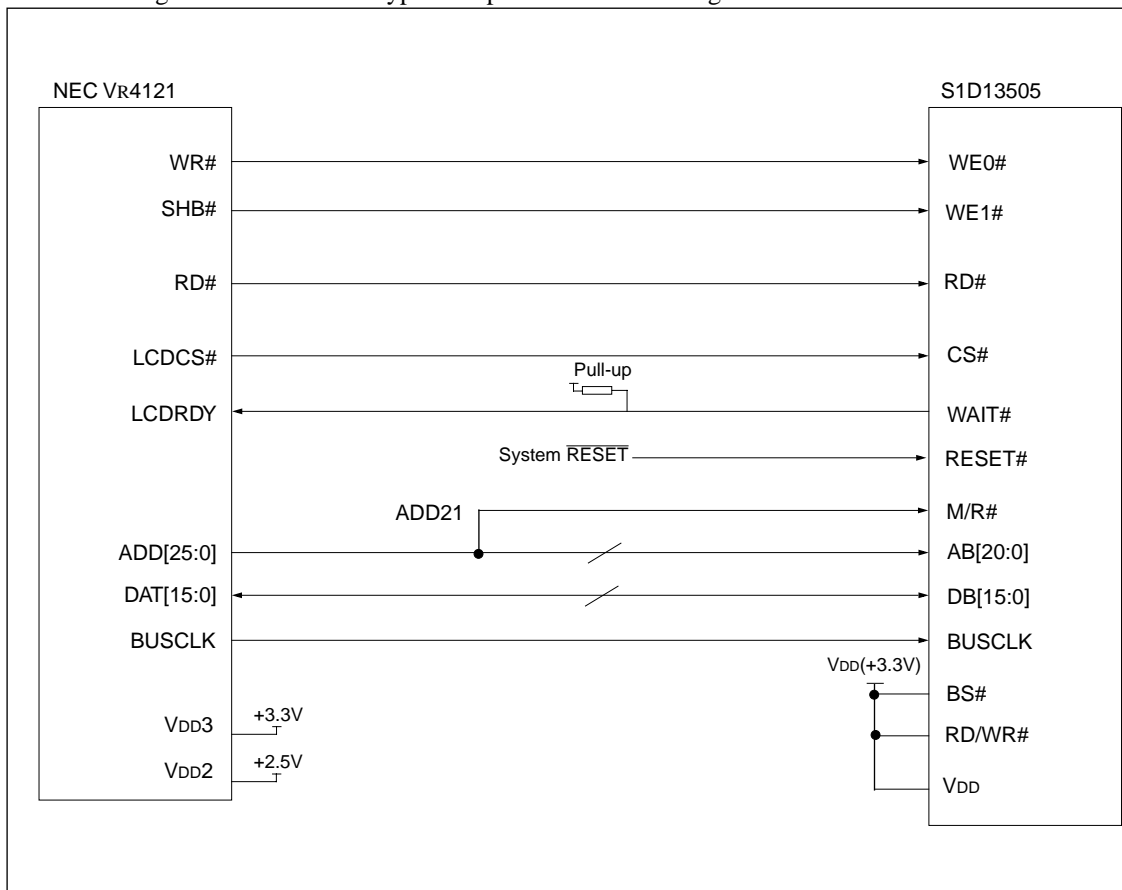 NEC VR4121 S1D13505
WR# WE0#
SHB# WE1#
RD# RD#
LCDCS# CS#
Pull-up
LCDRDY WAIT#
System RESET RESET#
ADD21 M/R#
ADD[25:0] AB[20:0]
DAT[15:0] DB[15:0]
BUSCLK BUSCLK
VDD(+3.3V)
BS#
VDD3 +3.3V RD/WR#
VDD2 +2.5V
VDD